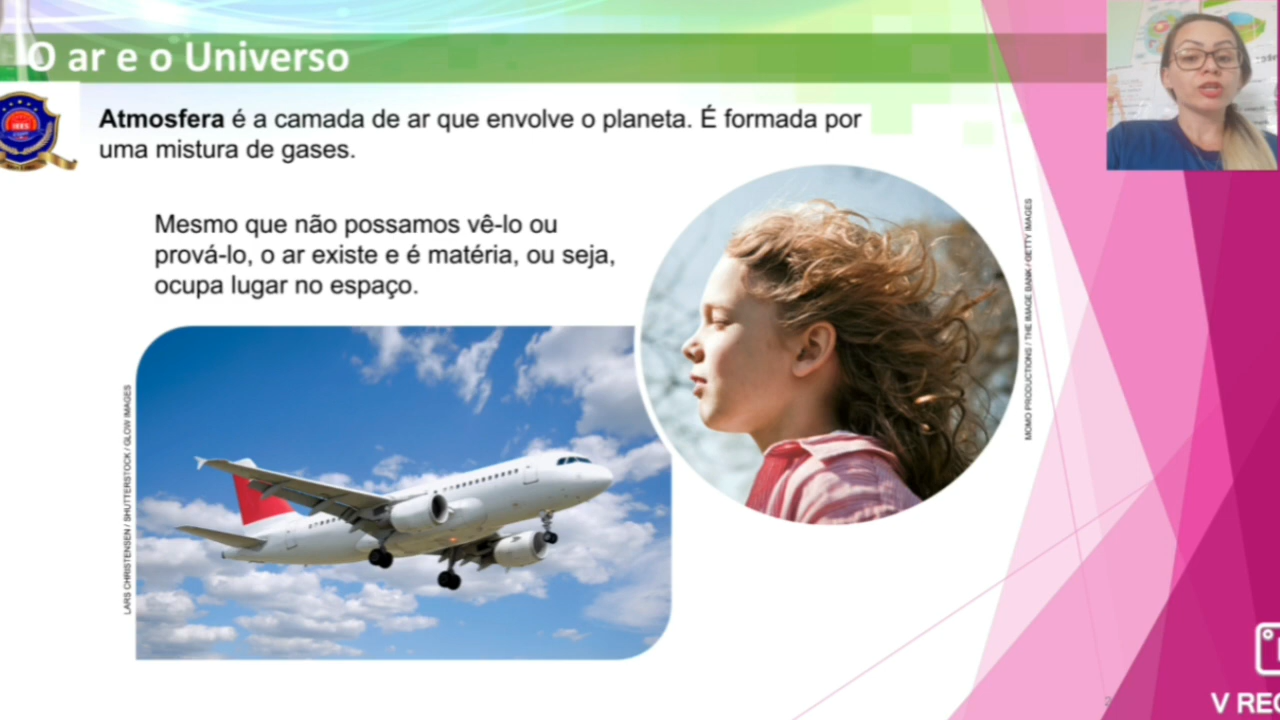 O ar e o Universo
Atmosfera é a camada de ar que envolve o planeta. É formada por
uma mistura de gases.
Mesmo que não possamos vê-lo ou
prová-lo, o ar existe e é matéria, ou seja,
ocupa lugar no espaço.
MOMO PRODUCTIONS / THE IMAGE BANK / GETTY IMAGES
LARS CHRISTENSEN / SHUTTERSTOCK / GLOW IMAGES
V REC